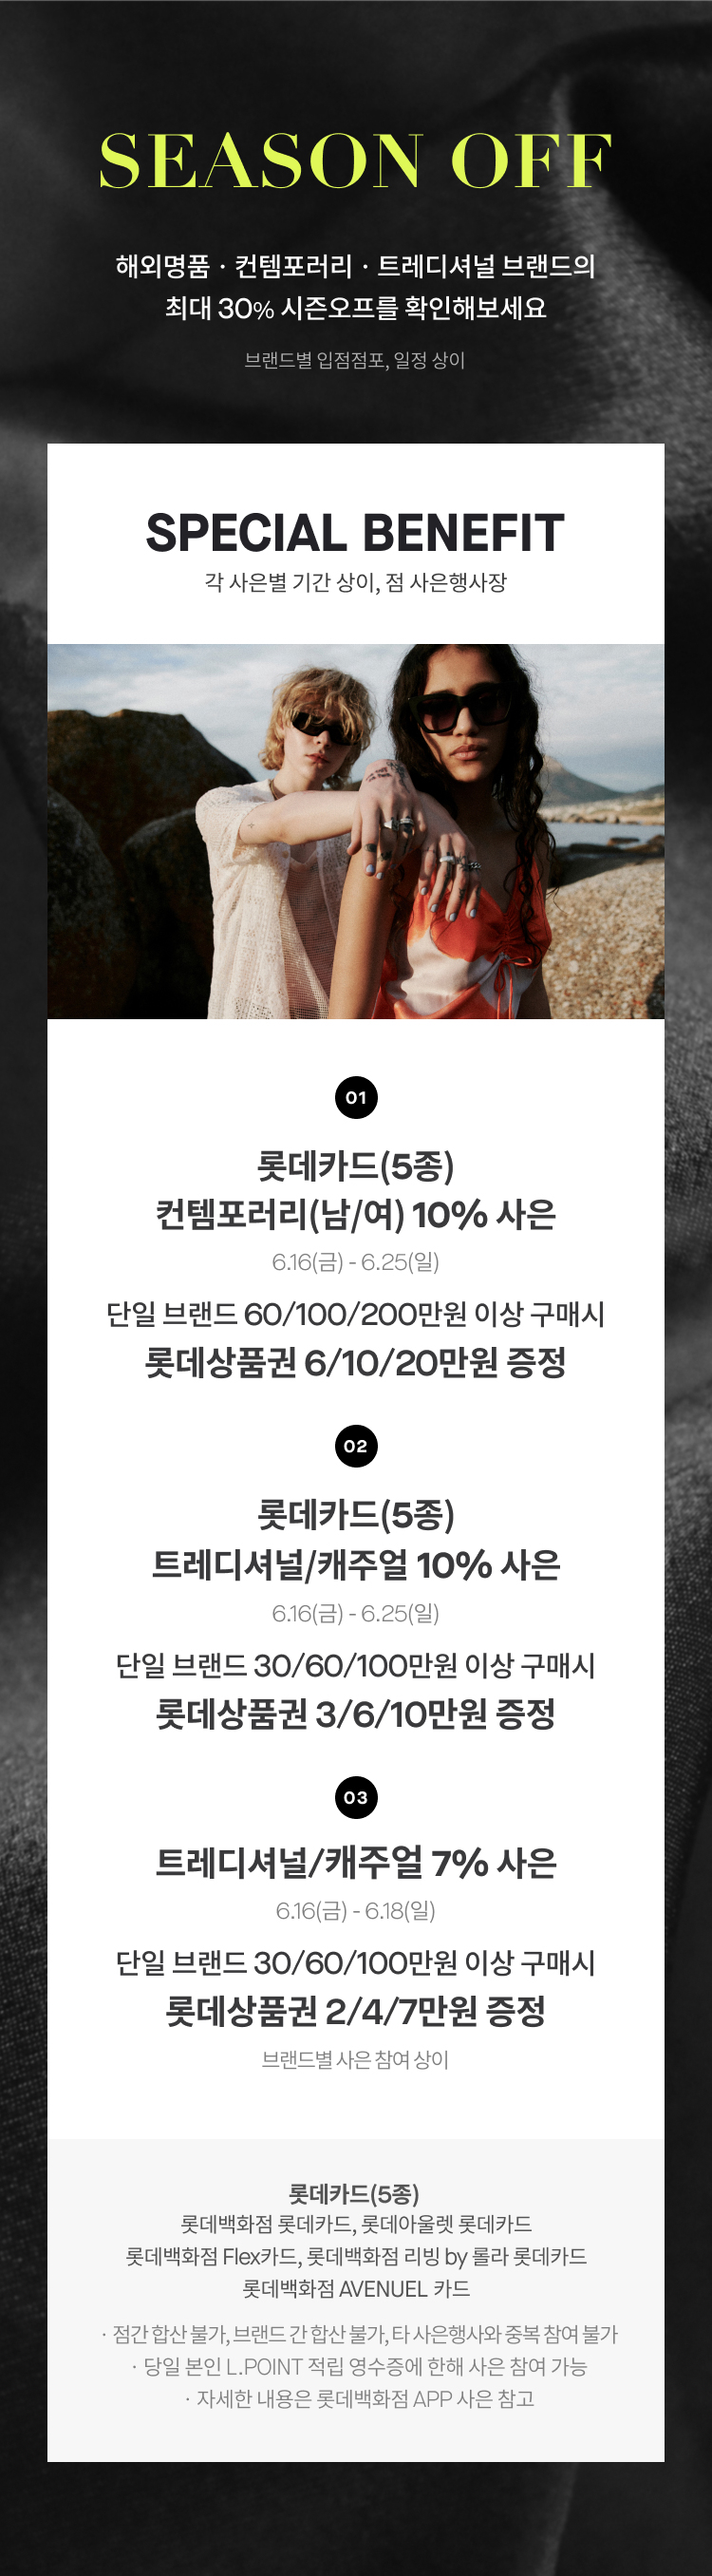 SEASON OFF
해외명품 · 컨템포러리 · 트레디셔널 브랜드의
최대 30% 시즌오프를 확인해보세요
브랜드별 입점점포, 일정 상이
SPECIAL BENEFIT
각 사은별 기간 상이, 점 사은행사장
01
롯데카드(5종)
컨템포러리(남/여) 10% 사은
6.16(금) - 6.25(일)
단일 브랜드 60/100/200만원 이상 구매시
롯데상품권 6/10/20만원 증정
02
롯데카드(5종)
트레디셔널/캐주얼 10% 사은
6.16(금) - 6.25(일)
단일 브랜드 30/60/100만원 이상 구매시
롯데상품권 3/6/10만원 증정
03
트레디셔널/캐주얼 7% 사은
6.16(금) - 6.18(일)
단일 브랜드 30/60/100만원 이상 구매시
롯데상품권 2/4/7만원 증정
브랜드별 사은 참여 상이
롯데카드(5종)
롯데백화점 롯데카드, 롯데아울렛 롯데카드
롯데백화점 Flex카드, 롯데백화점 리빙 by 롤라 롯데카드
롯데백화점 AVENUEL 카드
· 점간 합산 불가, 브랜드 간 합산 불가, 타 사은행사와 중복 참여 불가
· 당일 본인 L.POINT 적립 영수증에 한해 사은 참여 가능
· 자세한 내용은 롯데백화점 APP 사은 참고